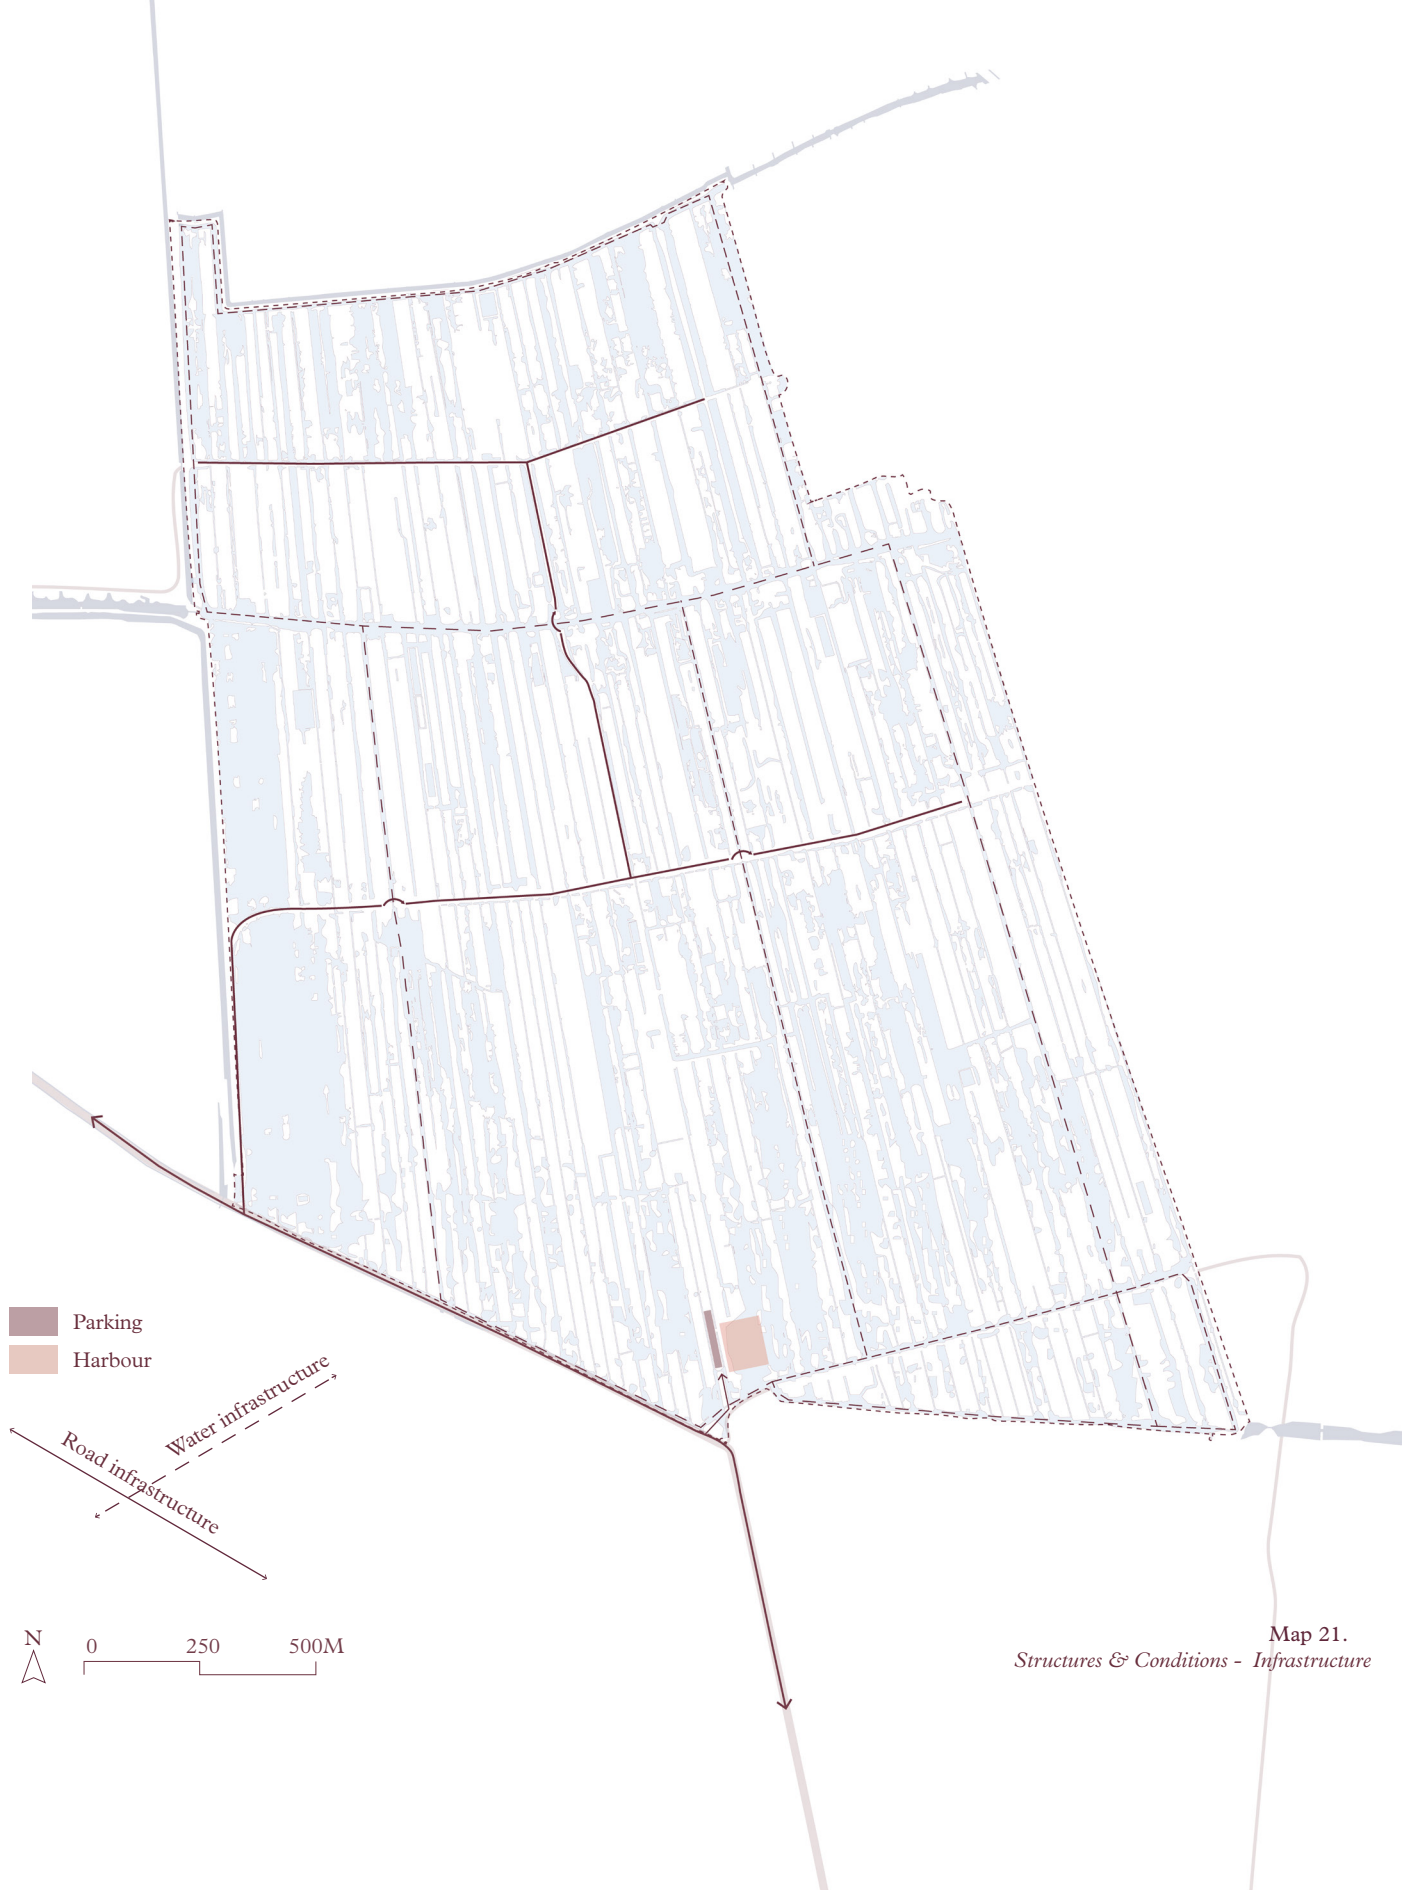 Parking
Harbour
Water infrastructure
Road infrastructure
N
0 250 500M
Map 21.
Structures & Conditions - Infrastructure